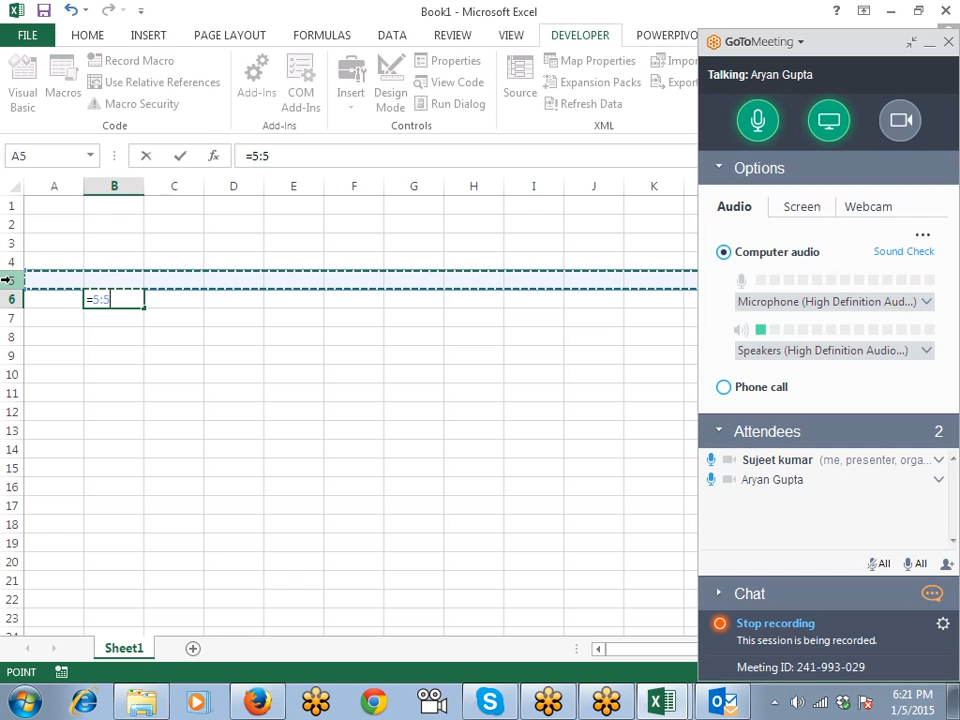 Book1 - Microsoft Excel
FILE HOME INSERT PAGE LAYOUT FORMULAS DATA REVIEW VIEW DEVELOPER POWERPIVO
Visual Basic
Macros
Record Macro
Use Relative References
Macro Security
Code
Add-Ins
COM Add-Ins
Add-Ins
Insert
Design Mode
Properties
View Code
Run Dialog
Controls
Source
Map Properties
Expansion Packs
Refresh Data
Impor
Export
XML
A5 fx =5:5
A B C D E F G H I J K
1
2
3
4
5
6 =5:5
7
8
9
10
11
12
13
14
15
16
17
18
19
20
21
22
23
Sheet1
POINT
GoToMeeting
Talking: Aryan Gupta
Options
Audio Screen Webcam
Computer audio Sound Check
Microphone (High Definition Aud...)
Speakers (High Definition Audio...)
Phone call
Attendees 2
Sujeet kumar (me, presenter, orga...
Aryan Gupta
All All
Chat
Stop recording
This session is being recorded.
Meeting ID: 241-993-029
6:21 PM
1/5/2015